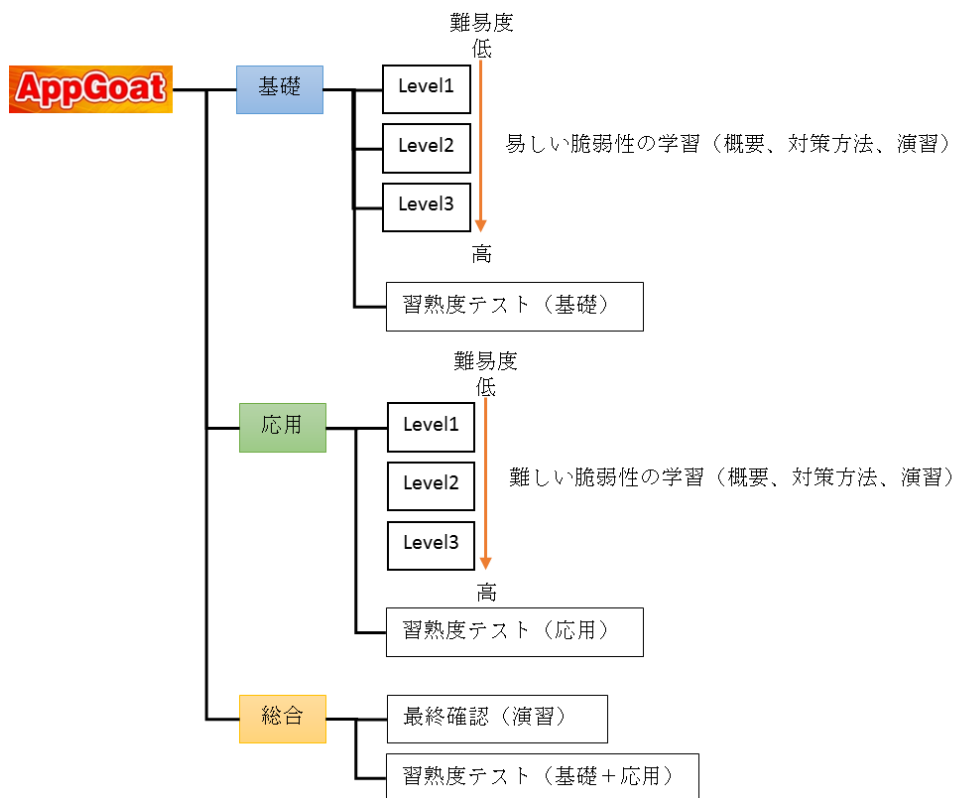 難易度
低
AppGoat
基礎
Level1
Level2
易しい脆弱性の学習（概要、対策方法、演習）
Level3
高
習熟度テスト（基礎）
難易度
低
応用
Level1
Level2
難しい脆弱性の学習（概要、対策方法、演習）
Level3
高
習熟度テスト（応用）
総合
最終確認（演習）
習熟度テスト（基礎＋応用）